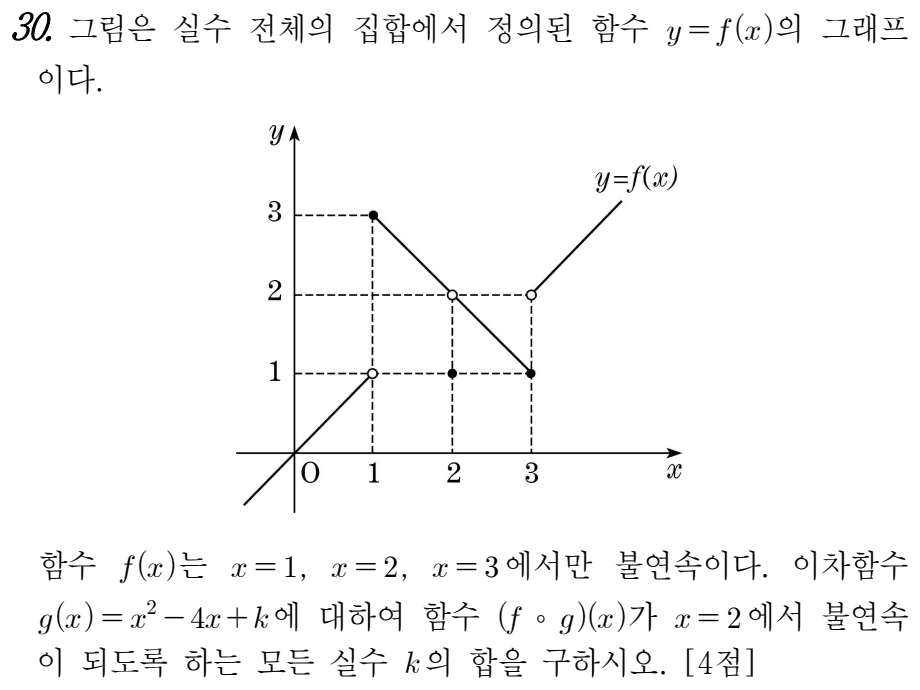 30. 그림은 실수 전체의 집합에서 정의된 함수 y=f(x)의 그래프
이다.
y
y=f(x)
3
2
1
O 1 2 3 x
함수 f(x)는 x=1, x=2, x=3에서만 불연속이다. 이차함수
g(x)=x²-4x+k에 대하여 함수 (f∘g)(x)가 x=2에서 불연속
이 되도록 하는 모든 실수 k의 합을 구하시오. [4점]